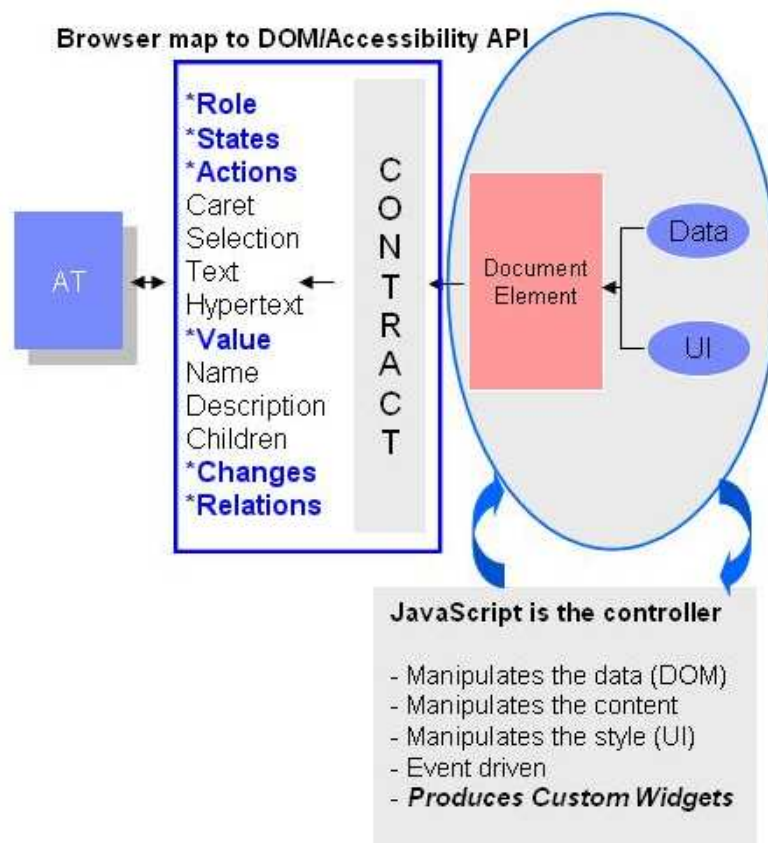 Browser map to DOM/Accessibility API
*Role
*States
*Actions
Caret
Selection
Text
Hypertext
*Value
Name
Description
Children
*Changes
*Relations
CONTRACT
AT
Document
Element
Data
UI
JavaScript is the controller
- Manipulates the data (DOM)
- Manipulates the content
- Manipulates the style (UI)
- Event driven
- Produces Custom Widgets